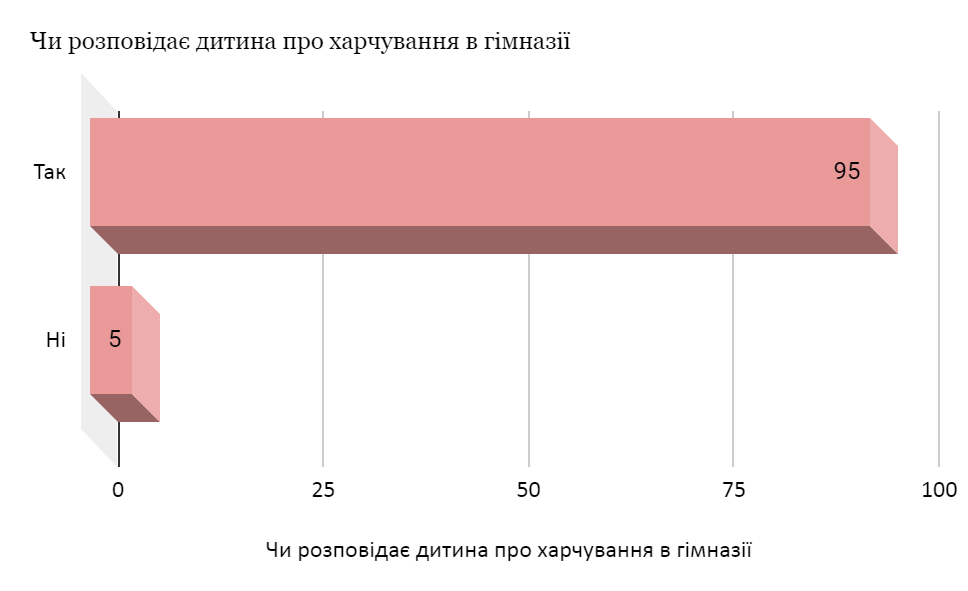 Чи розповідає дитина про харчування в гімназії
Так
95
Ні
5
0 25 50 75 100
Чи розповідає дитина про харчування в гімназії